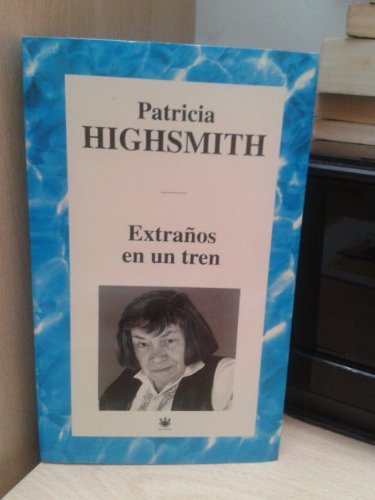 Patricia
HIGHSMITH
Extraños
en un tren